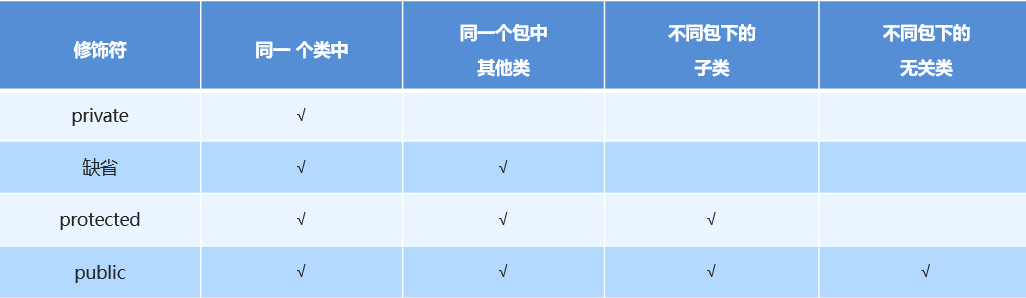 修饰符 同一 个类中 同一个包中 不同包下的 不同包下的
其他类 子类 无关类
private √
缺省 √ √
protected √ √ √
public √ √ √ √